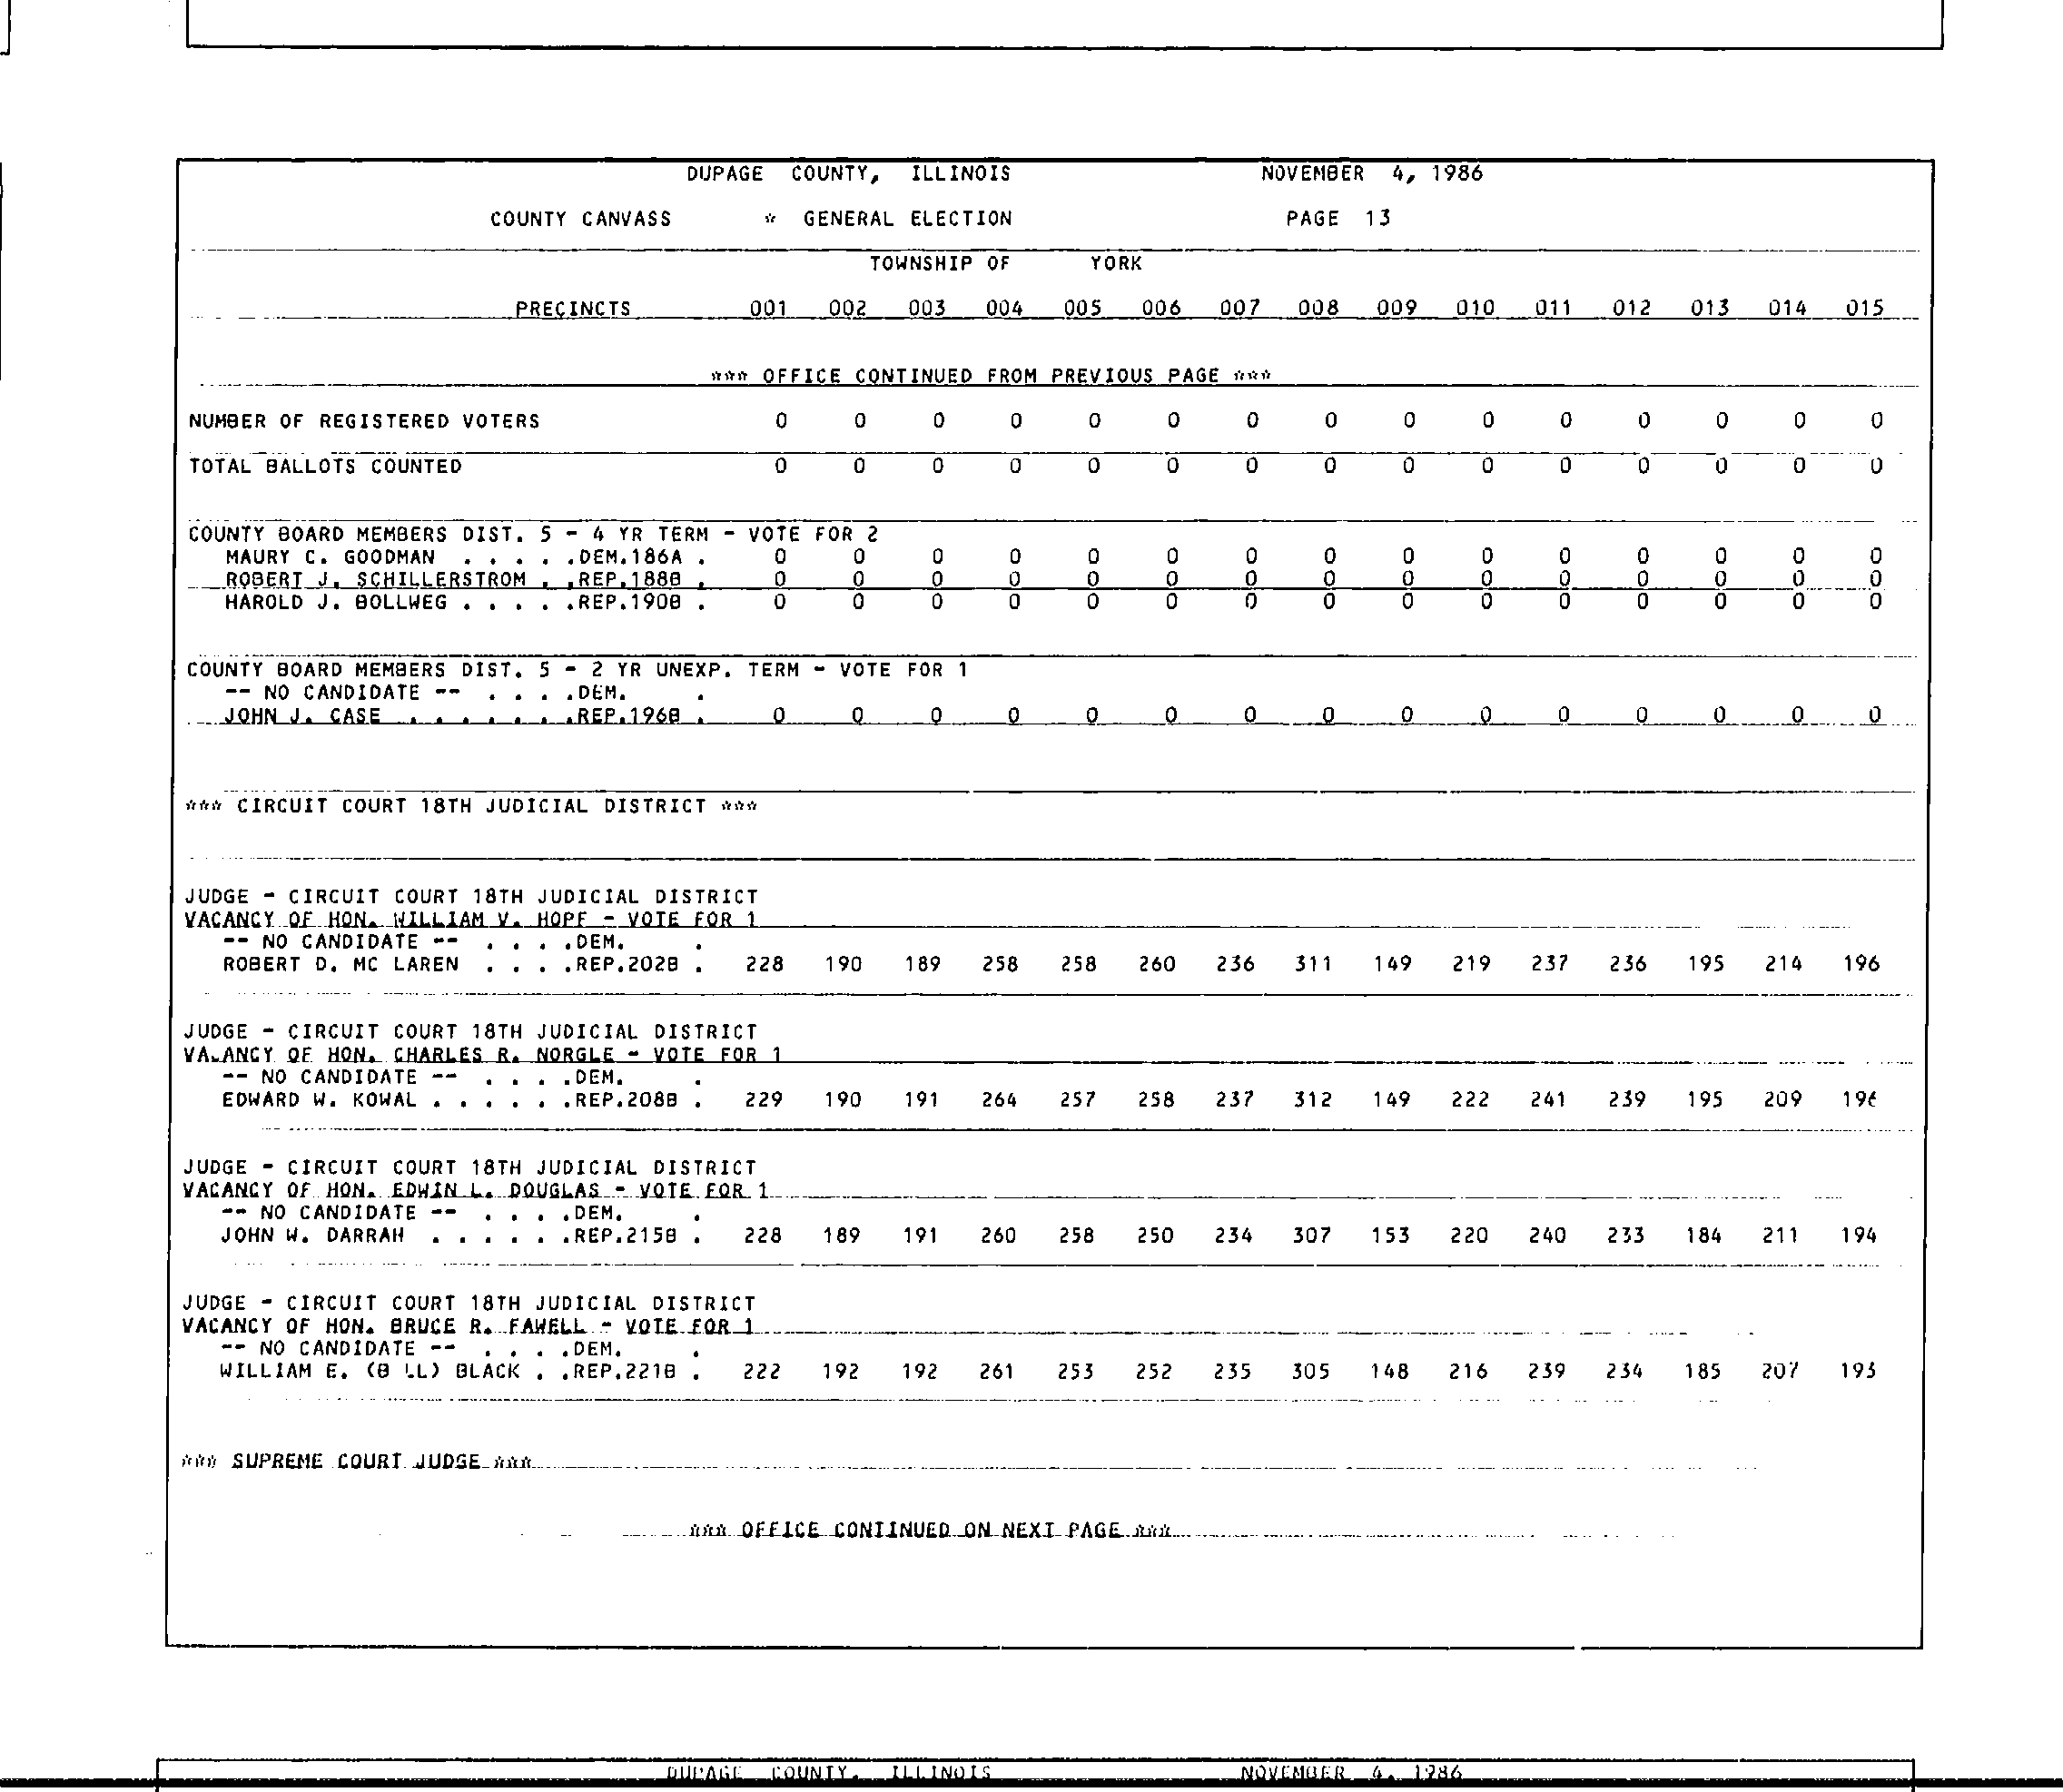 DUPAGE COUNTY, ILLINOIS NOVEMBER 4, 1986
COUNTY CANVASS * GENERAL ELECTION PAGE 13
TOWNSHIP OF YORK
PRECINCTS 001 002 003 004 005 006 007 008 009 010 011 012 013 014 015
*** OFFICE CONTINUED FROM PREVIOUS PAGE ***
NUMBER OF REGISTERED VOTERS 0 0 0 0 0 0 0 0 0 0 0 0 0 0 0
TOTAL BALLOTS COUNTED 0 0 0 0 0 0 0 0 0 0 0 0 0 0 0
COUNTY BOARD MEMBERS DIST. 5 - 4 YR TERM - VOTE FOR 2
MAURY C. GOODMAN . . . . .DEM.186A . 0 0 0 0 0 0 0 0 0 0 0 0 0 0 0
ROBERT J. SCHILLERSTROM . .REP.188B . 0 0 0 0 0 0 0 0 0 0 0 0 0 0 0
HAROLD J. BOLLWEG . . . . .REP.190B . 0 0 0 0 0 0 0 0 0 0 0 0 0 0 0
COUNTY BOARD MEMBERS DIST. 5 - 2 YR UNEXP. TERM - VOTE FOR 1
-- NO CANDIDATE -- . . . .DEM. .
JOHN J. CASE . . . . . . .REP.196B . 0 0 0 0 0 0 0 0 0 0 0 0 0 0 0
*** CIRCUIT COURT 18TH JUDICIAL DISTRICT ***
JUDGE - CIRCUIT COURT 18TH JUDICIAL DISTRICT
VACANCY OF HON. WILLIAM V. HOPF - VOTE FOR 1
-- NO CANDIDATE -- . . . .DEM. .
ROBERT D. MC LAREN . . . .REP.202B . 228 190 189 258 258 260 236 311 149 219 237 236 195 214 196
JUDGE - CIRCUIT COURT 18TH JUDICIAL DISTRICT
VA.ANCY OF HON. CHARLES R. NORGLE - VOTE FOR 1
-- NO CANDIDATE -- . . . .DEM. .
EDWARD W. KOWAL . . . . . .REP.208B . 229 190 191 264 257 258 237 312 149 222 241 239 195 209
JUDGE - CIRCUIT COURT 18TH JUDICIAL DISTRICT
VACANCY OF HON. EDWIN L. DOUGLAS - VOTE FOR 1
-- NO CANDIDATE -- . . . .DEM. .
JOHN W. DARRAH . . . . . .REP.215B . 228 189 191 260 258 250 234 307 153 220 240 233 184 211 194
JUDGE - CIRCUIT COURT 18TH JUDICIAL DISTRICT
VACANCY OF HON. BRUCE R. FAWELL - VOTE FOR 1
-- NO CANDIDATE -- . . . .DEM. .
WILLIAM E. (B LL) BLACK . .REP.221B . 222 192 192 261 253 252 235 305 148 216 239 234 185 207 193
*** SUPREME COURT JUDGE ***
*** OFFICE CONTINUED ON NEXT PAGE ***
DUPAGE COUNTY, ILLINOIS NOVEMBER 4, 1986